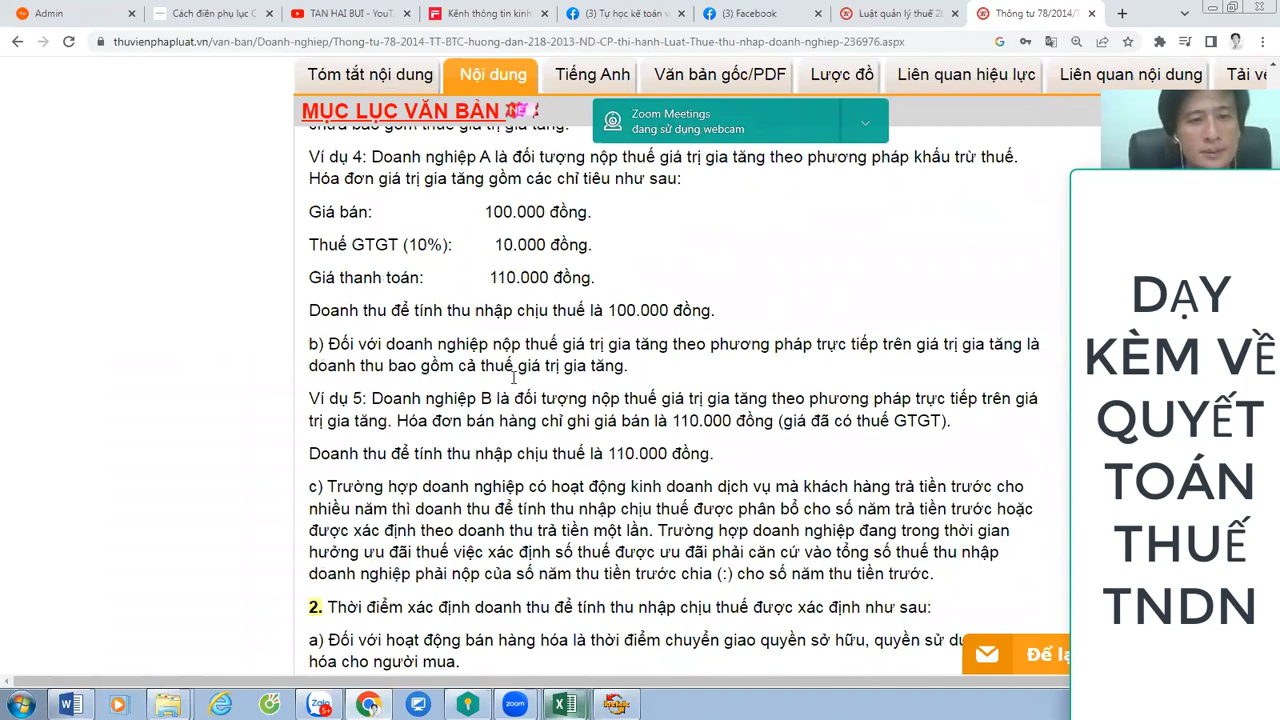 Admin
Cách điền phụ lục C
TAN HAI BUI - YouT
Kênh thông tin kinh
(3) Tự học kế toán v
(3) Facebook
Luật quản lý thuế 20
Thông tư 78/2014/T
thuvienphapluat.vn/van-ban/Doanh-nghiep/Thong-tu-78-2014-TT-BTC-huong-dan-218-2013-ND-CP-thi-hanh-Luat-Thue-thu-nhap-doanh-nghiep-236976.aspx
Tóm tắt nội dung
Nội dung
Tiếng Anh
Văn bản gốc/PDF
Lược đồ
Liên quan hiệu lực
Liên quan nội dung
Tải về
MỤC LỤC VĂN BẢN
Zoom Meetings
đang sử dụng webcam
chưa bao gồm thuế giá trị gia tăng.
Ví dụ 4: Doanh nghiệp A là đối tượng nộp thuế giá trị gia tăng theo phương pháp khấu trừ thuế.
Hóa đơn giá trị gia tăng gồm các chỉ tiêu như sau:
Giá bán: 100.000 đồng.
Thuế GTGT (10%): 10.000 đồng.
Giá thanh toán: 110.000 đồng.
Doanh thu để tính thu nhập chịu thuế là 100.000 đồng.
b) Đối với doanh nghiệp nộp thuế giá trị gia tăng theo phương pháp trực tiếp trên giá trị gia tăng là
doanh thu bao gồm cả thuế giá trị gia tăng.
Ví dụ 5: Doanh nghiệp B là đối tượng nộp thuế giá trị gia tăng theo phương pháp trực tiếp trên giá
trị gia tăng. Hóa đơn bán hàng chỉ ghi giá bán là 110.000 đồng (giá đã có thuế GTGT).
Doanh thu để tính thu nhập chịu thuế là 110.000 đồng.
c) Trường hợp doanh nghiệp có hoạt động kinh doanh dịch vụ mà khách hàng trả tiền trước cho
nhiều năm thì doanh thu để tính thu nhập chịu thuế được phân bổ cho số năm trả tiền trước hoặc
được xác định theo doanh thu trả tiền một lần. Trường hợp doanh nghiệp đang trong thời gian
hưởng ưu đãi thuế việc xác định số thuế được ưu đãi phải căn cứ vào tổng số thuế thu nhập
doanh nghiệp phải nộp của số năm thu tiền trước chia (:) cho số năm thu tiền trước.
2. Thời điểm xác định doanh thu để tính thu nhập chịu thuế được xác định như sau:
a) Đối với hoạt động bán hàng hóa là thời điểm chuyển giao quyền sở hữu, quyền sử dụ
hóa cho người mua.
Để lạ
DẠY
KÈM VỀ
QUYẾT
TOÁN
THUẾ
TNDN
Zalo
5+
zoom